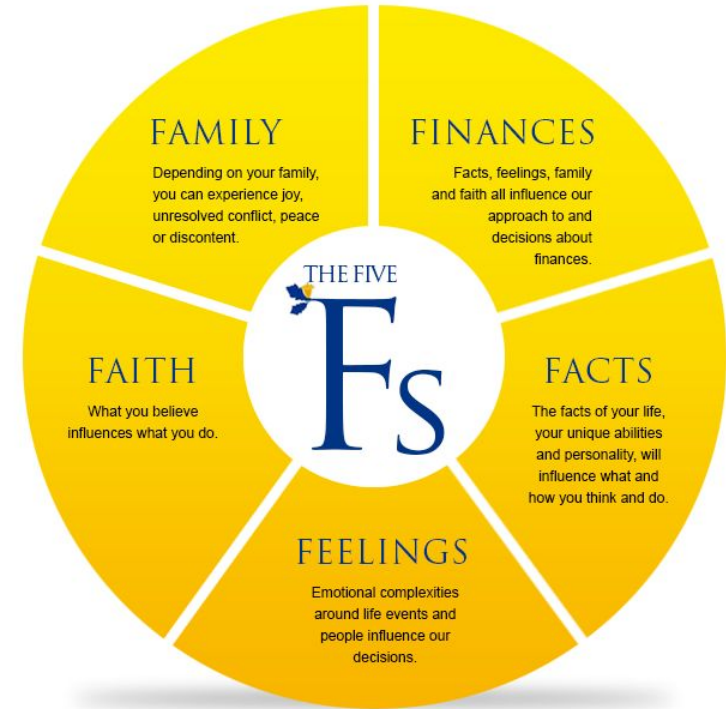 FAMILY
Depending on your family,
you can experience joy,
unresolved conflict, peace
or discontent.
FINANCES
Facts, feelings, family
and faith all influence our
approach to and
decisions about
finances.
THE FIVE
Fs
FAITH
What you believe
influences what you do.
FACTS
The facts of your life,
your unique abilities
and personality, will
influence what and
how you think and do.
FEELINGS
Emotional complexities
around life events and
people influence our
decisions.